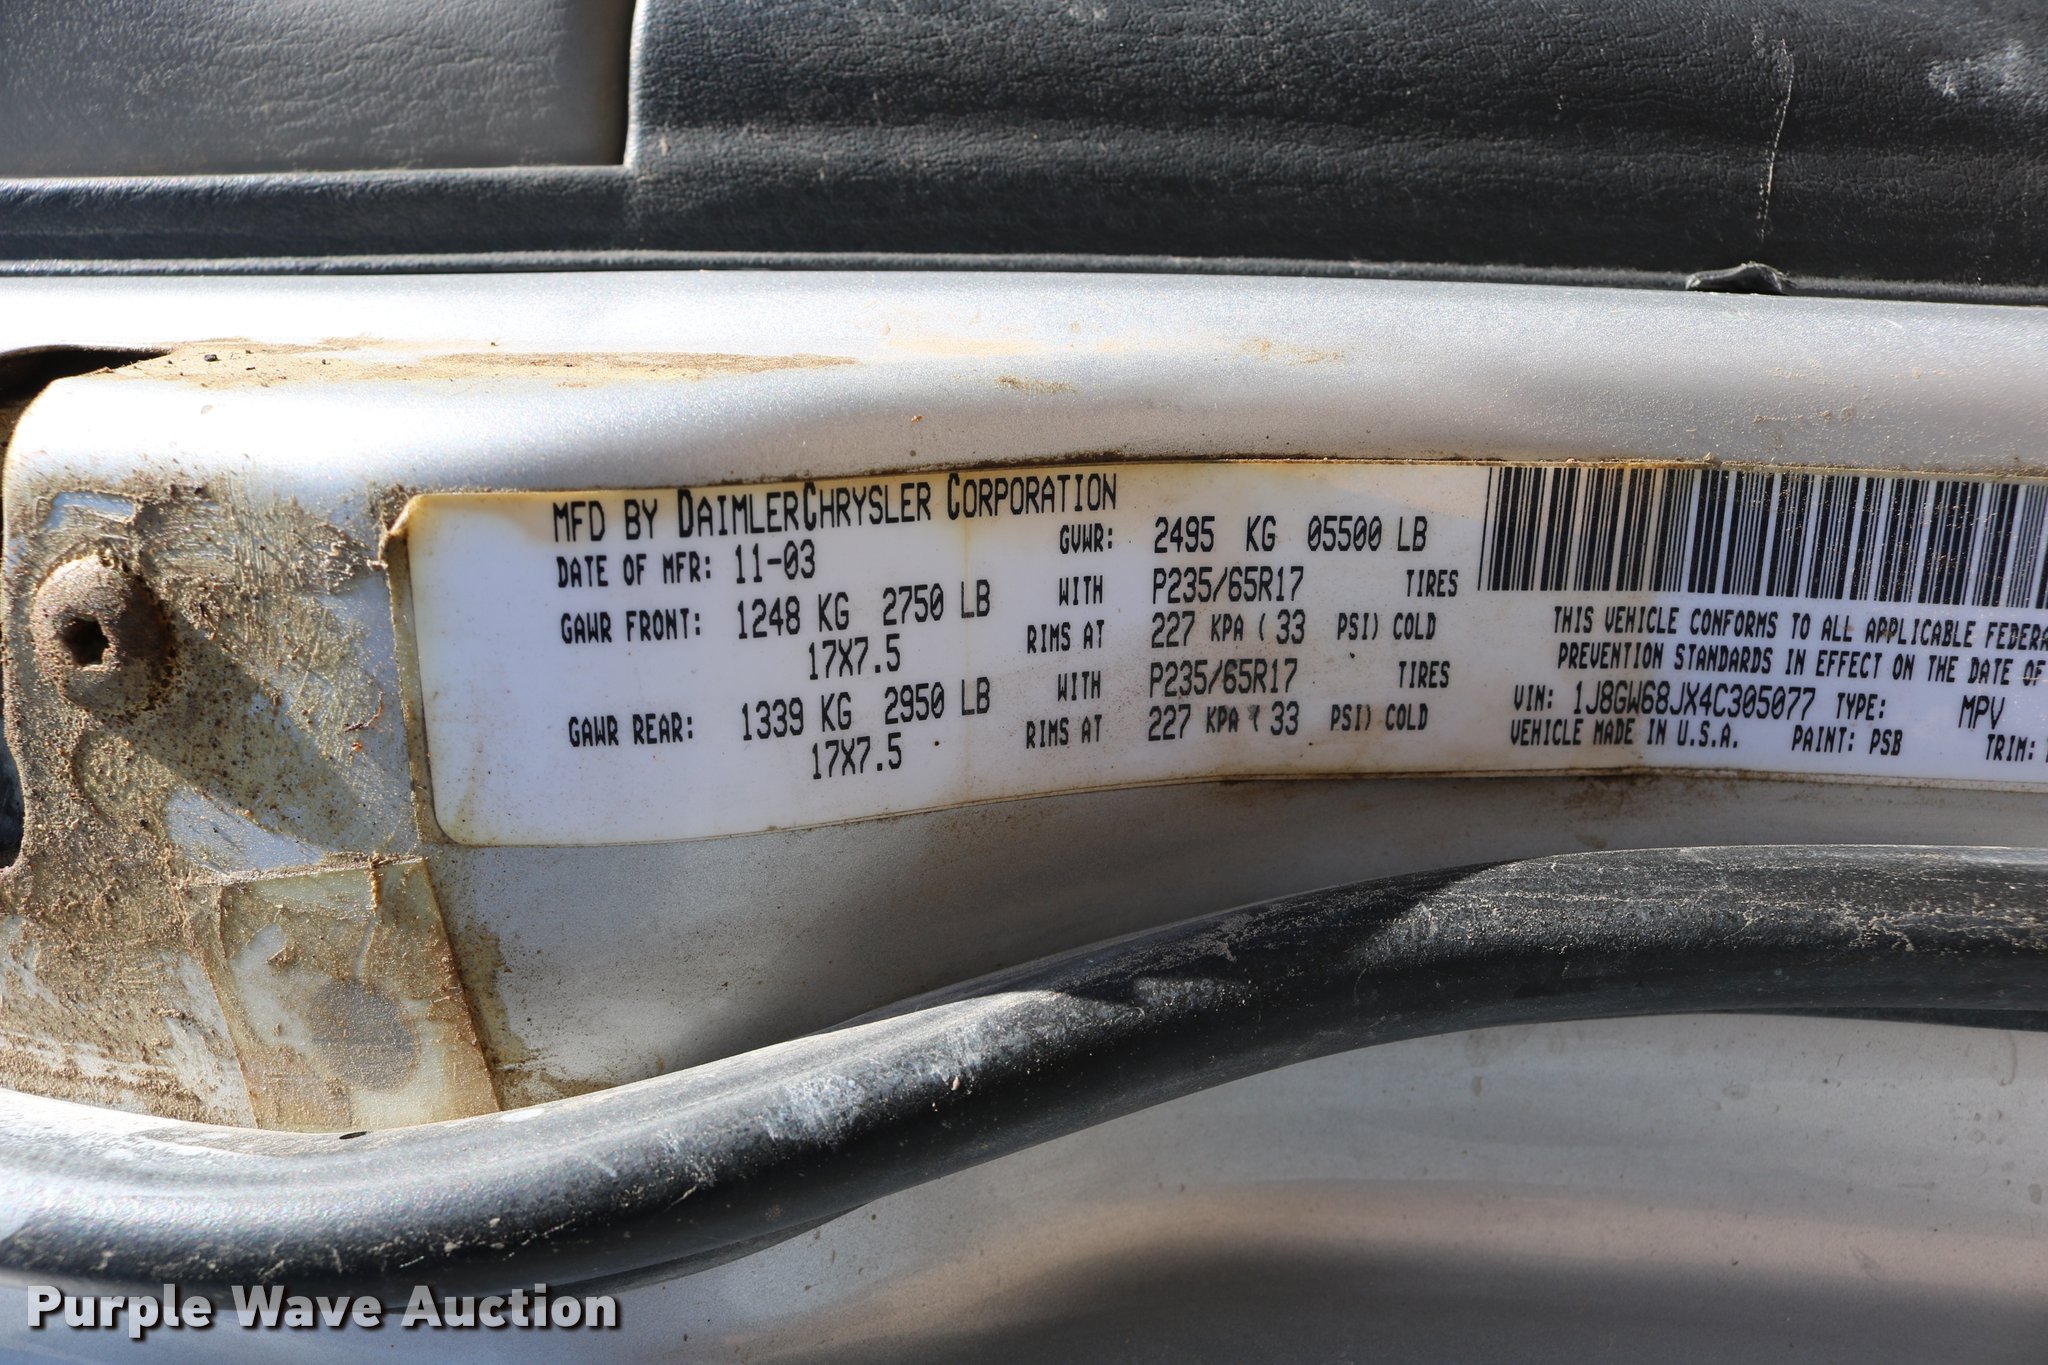 MFD BY DAIMLERCHRYSLER CORPORATION
DATE OF MFR: 11-03 GVWR: 2495 KG 05500 LB
GAWR FRONT: 1248 KG 2750 LB WITH P235/65R17 TIRES
17X7.5 RIMS AT 227 KPA ( 33 PSI) COLD
GAWR REAR: 1339 KG 2950 LB WITH P235/65R17 TIRES
17X7.5 RIMS AT 227 KPA ( 33 PSI) COLD
THIS VEHICLE CONFORMS TO ALL APPLICABLE FEDERA
PREVENTION STANDARDS IN EFFECT ON THE DATE OF
VIN: 1J8GW68JX4C305077 TYPE: MPV
VEHICLE MADE IN U.S.A. PAINT: PSB TRIM:
Purple Wave Auction